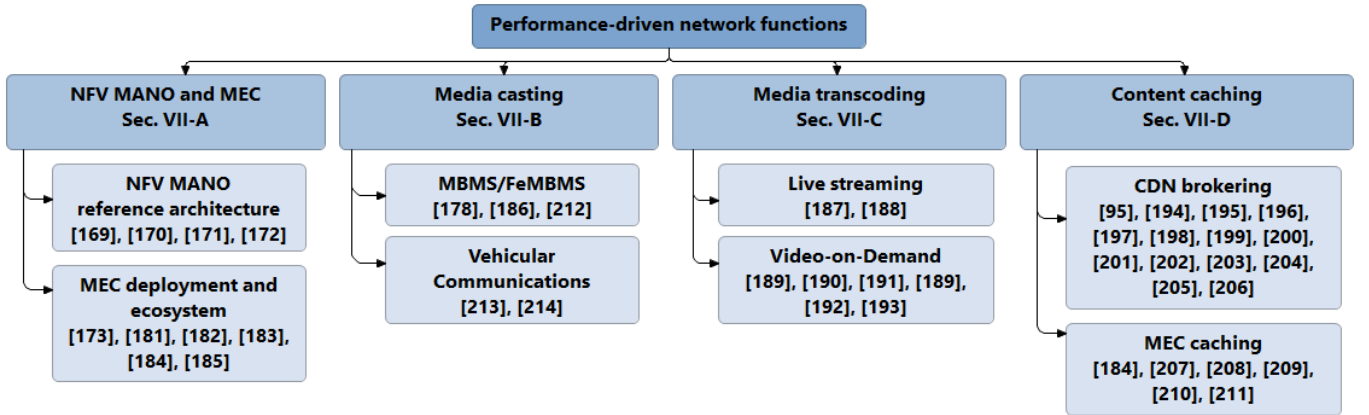 Performance-driven network functions
NFV MANO and MEC
Sec. VII-A
NFV MANO
reference architecture
[169], [170], [171], [172]
MEC deployment and
ecosystem
[173], [181], [182], [183],
[184], [185]
Media casting
Sec. VII-B
MBMS/FeMBMS
[178], [186], [212]
Vehicular
Communications
[213], [214]
Media transcoding
Sec. VII-C
Live streaming
[187], [188]
Video-on-Demand
[189], [190], [191], [189],
[192], [193]
Content caching
Sec. VII-D
CDN brokering
[95], [194], [195], [196],
[197], [198], [199], [200],
[201], [202], [203], [204],
[205], [206]
MEC caching
[184], [207], [208], [209],
[210], [211]